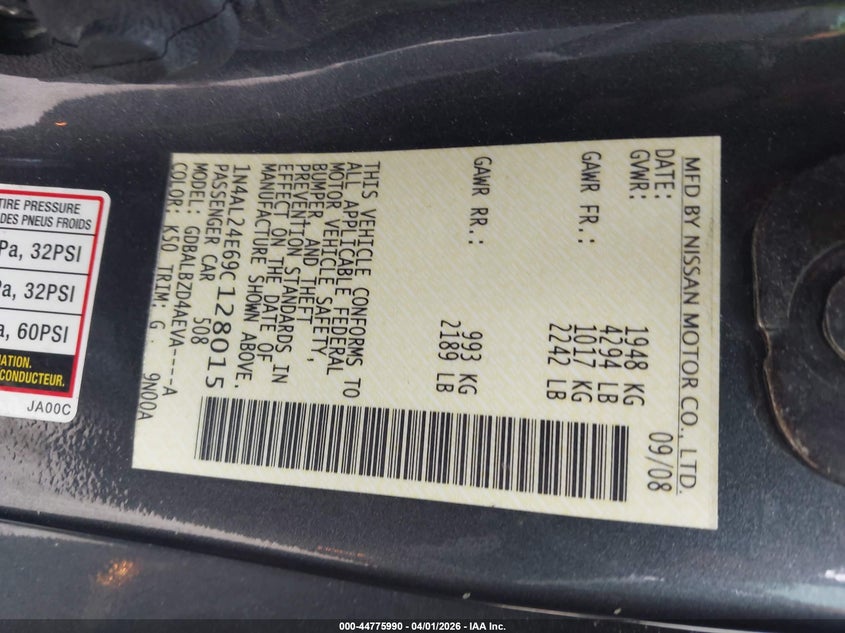 MFD BY NISSAN MOTOR CO., LTD.
DATE: 09/08
GVWR: 1948 KG
4294 LB
GAWR FR.: 1017 KG
2242 LB
GAWR RR.: 993 KG
2189 LB
THIS VEHICLE CONFORMS TO
ALL APPLICABLE FEDERAL
MOTOR VEHICLE SAFETY,
BUMPER, AND THEFT
PREVENTION STANDARDS IN
EFFECT ON THE DATE OF
MANUFACTURE SHOWN ABOVE.
1N4AL24E69C128015
PASSENGER CAR 508
MODEL: GDBALBZD4AEVA----A
COLOR: K50 TRIM: G 9N00A
TIRE PRESSURE
DES PNEUS FROIDS
Pa, 32PSI
Pa, 32PSI
a, 60PSI
MATION.
CONDUCTEUR.
JA00C
000-44775990 - 04/01/2026 - IAA Inc.